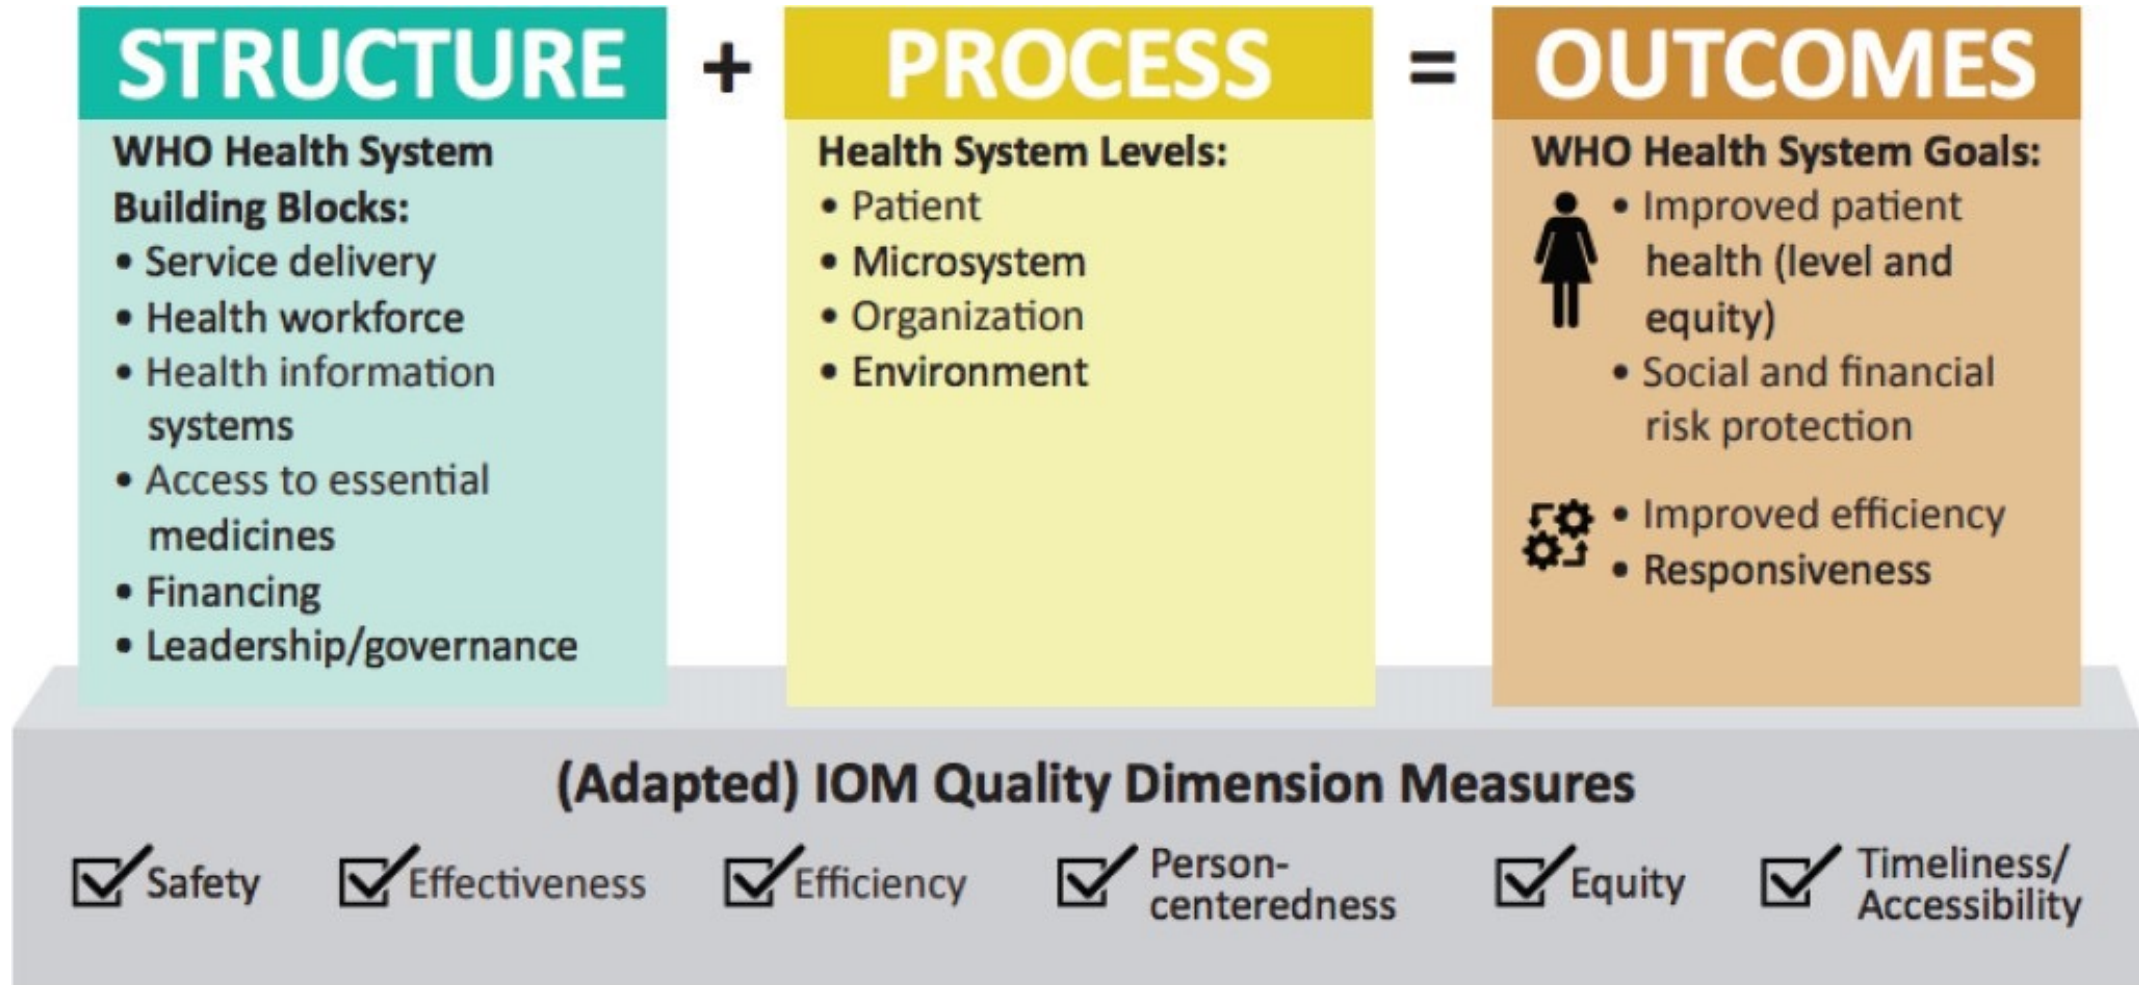 STRUCTURE
+
PROCESS
=
OUTCOMES
WHO Health System
Building Blocks:
• Service delivery
• Health workforce
• Health information
systems
• Access to essential
medicines
• Financing
• Leadership/governance
Health System Levels:
• Patient
• Microsystem
• Organization
• Environment
WHO Health System Goals:
• Improved patient
health (level and
equity)
• Social and financial
risk protection
• Improved efficiency
• Responsiveness
(Adapted) IOM Quality Dimension Measures
Safety
Effectiveness
Efficiency
Person-
centeredness
Equity
Timeliness/
Accessibility